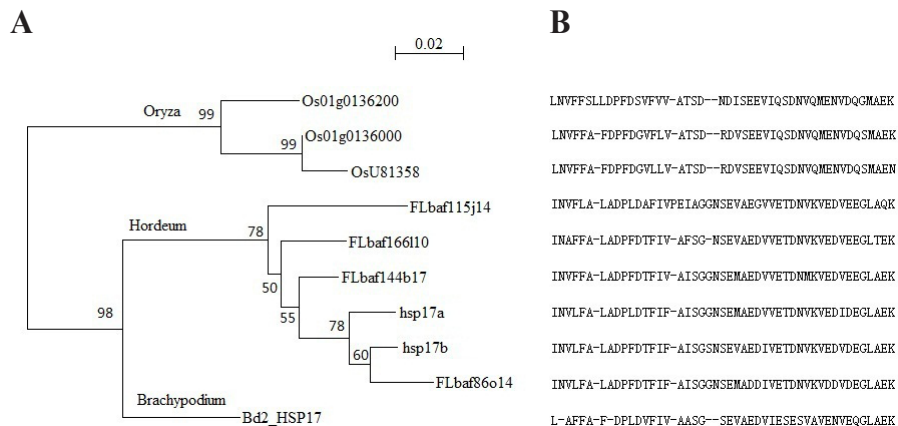 A
B
0.02
Os01g0136200
LNVFFSLLDPFDSVFVV-ATSD--NDISEEVIQSDNVQMENVDQGMAEK
Oryza
99
Os01g0136000
LNVFFA-FDPFDGVFLV-ATSD--RDVSEEVIQSDNVQMENVDQSMAEK
99
OsU81358
LNVFFA-FDPFDGVLLV-ATSD--RDVSEEVIQSDNVQMENVDQSMAEN
FLbaf115j14
INVFLA-LADPLDAFIVPEIAGGNSEVAEGVVETDNVKVEDVEEGLAQK
Hordeum
78
FLbaf166l10
INAFFA-LADPFDTFIV-AFSG-NSEVAEDVVETDNVKVEDVEEGLTEK
50
FLbaf144b17
INVFFA-LADPFDTFIV-AISGGNSEMAEDVVETDNMKVEDVEEGLAEK
55
hsp17a
INVLFA-LADPFDTFIF-AISGGNSEMAEDVVETDNVKVEDIDEGLAEK
98
78
hsp17b
INVLFA-LADPFDTFIF-AISGSNSEVAEDIVETDNVKVEDVDEGLAEK
60
FLbaf86o14
INVLFA-LADPFDTFIF-AISGGNSEMADDIVETDNVKVDDVDEGLAEK
Brachypodium
Bd2_HSP17
L-AFFA-F-DPLDVFIV-AASG--SEVAEDVIESESVAVENVEQGLAEK